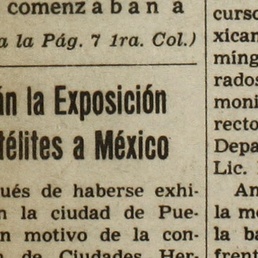 comenzaban a
a la Pág. 7 1ra. Col.)
án la Exposición
télites a México
ués de haberse exhi-
n la ciudad de Pue-
n motivo de la con-
de Ciudades Her-
curso
xican
ming
rados
moni
recto
Depa
Lic.
An
la m
la ba
frent